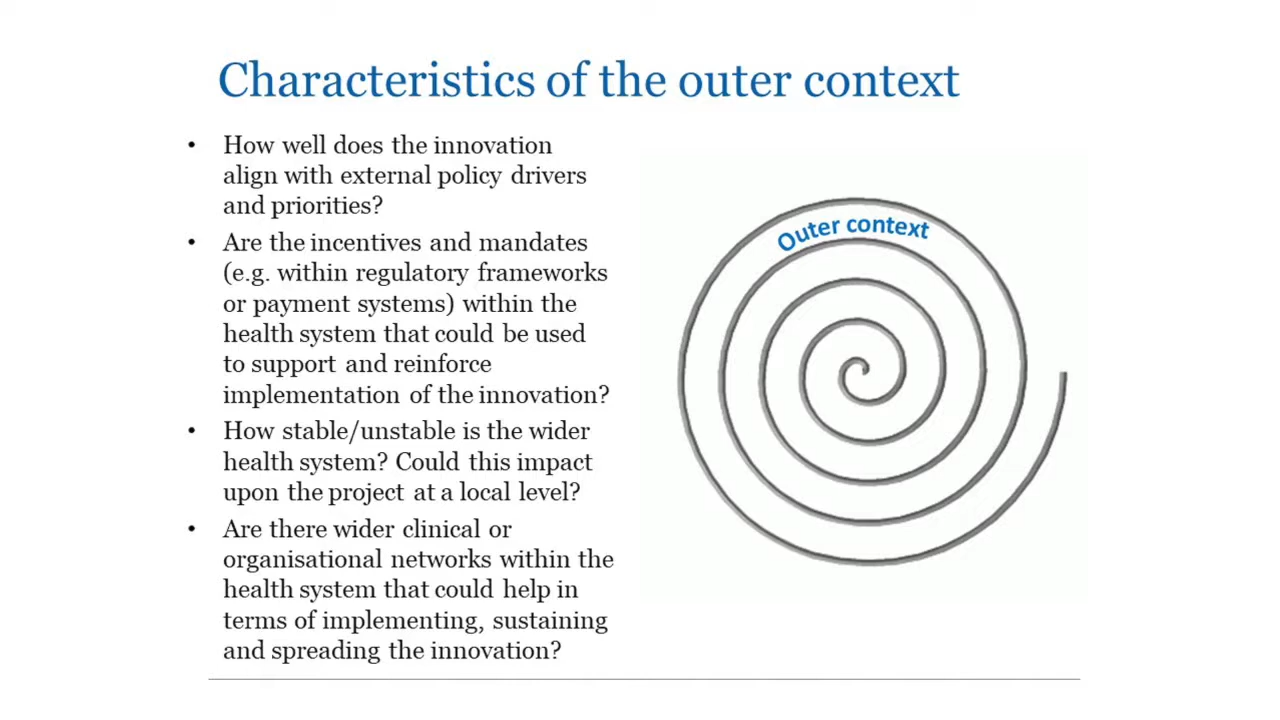 Characteristics of the outer context
• How well does the innovation
align with external policy drivers
and priorities?
• Are the incentives and mandates
(e.g. within regulatory frameworks
or payment systems) within the
health system that could be used
to support and reinforce
implementation of the innovation?
• How stable/unstable is the wider
health system? Could this impact
upon the project at a local level?
• Are there wider clinical or
organisational networks within the
health system that could help in
terms of implementing, sustaining
and spreading the innovation?
Outer context